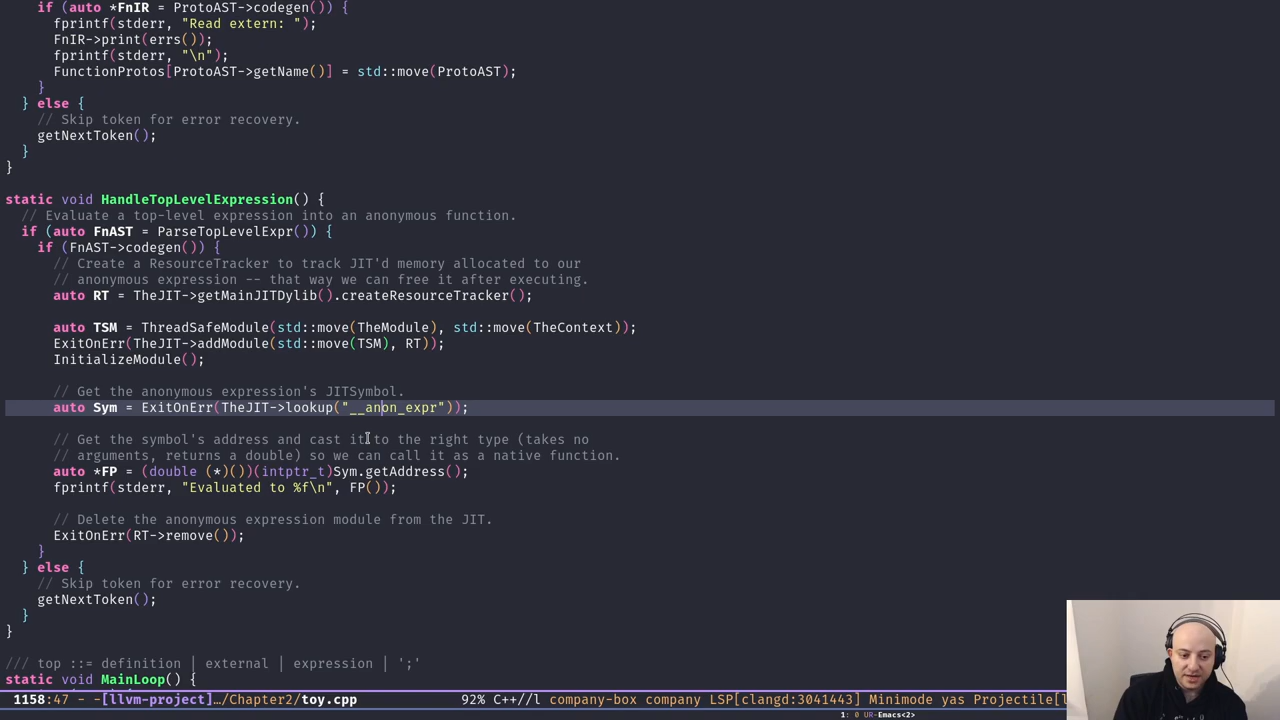 if (auto *FnIR = ProtoAST->codegen()) {
fprintf(stderr, "Read extern: ");
FnIR->print(errs());
fprintf(stderr, "\n");
FunctionProtos[ProtoAST->getName()] = std::move(ProtoAST);
}
} else {
// Skip token for error recovery.
getNextToken();
}
}
static void HandleTopLevelExpression() {
// Evaluate a top-level expression into an anonymous function.
if (auto FnAST = ParseTopLevelExpr()) {
if (FnAST->codegen()) {
// Create a ResourceTracker to track JIT'd memory allocated to our
// anonymous expression -- that way we can free it after executing.
auto RT = TheJIT->getMainJITDylib().createResourceTracker();
auto TSM = ThreadSafeModule(std::move(TheModule), std::move(TheContext));
ExitOnErr(TheJIT->addModule(std::move(TSM), RT));
InitializeModule();
// Get the anonymous expression's JITSymbol.
auto Sym = ExitOnErr(TheJIT->lookup("__anon_expr"));
// Get the symbol's address and cast it to the right type (takes no
// arguments, returns a double) so we can call it as a native function.
auto *FP = (double (*)())(intptr_t)Sym.getAddress();
fprintf(stderr, "Evaluated to %f\n", FP());
// Delete the anonymous expression module from the JIT.
ExitOnErr(RT->remove());
}
} else {
// Skip token for error recovery.
getNextToken();
}
}
/// top ::= definition | external | expression | ';'
static void MainLoop() {
1158:47 - -[llvm-project]…/Chapter2/toy.cpp 92% C++//l company-box company LSP[clangd:3041443] Minimode yas Projectile[l
1: 0 UR-Emacs<2>